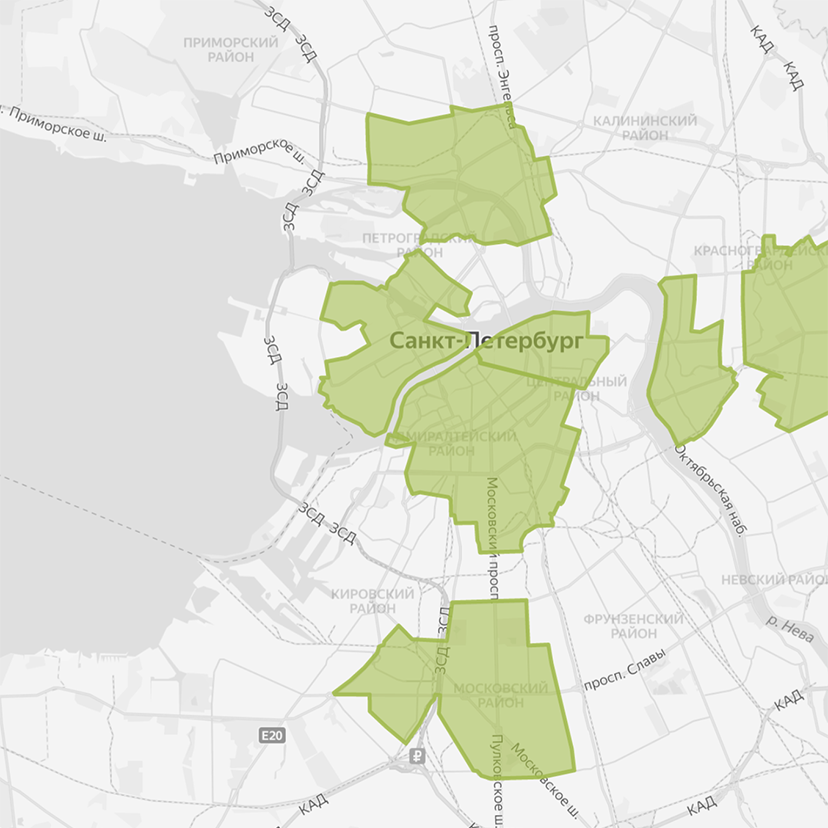 ЗСД
ЗСД
ПРИМОРСКИЙ
РАЙОН
просп. Энгельса
КАД
КАД
Приморское ш.
КАЛИНИНСКИЙ
РАЙОН
Приморское ш.
ЗСД
ЗСД
ПЕТРОГРАДСКИЙ
РАЙОН
КРАСНОГВАРДЕЙСКИЙ
РАЙОН
Санкт-Петербург
ЗСД
ЗСД
ЦЕНТРАЛЬНЫЙ
РАЙОН
АДМИРАЛТЕЙСКИЙ
РАЙОН
Октябрьская наб.
Московский просп.
ЗСД
ЗСД
НЕВСКИЙ РАЙОН
КИРОВСКИЙ
РАЙОН
ЗСД
ФРУНЗЕНСКИЙ
РАЙОН
р. Нева
ЗСД
просп. Славы
МОСКОВСКИЙ
РАЙОН
КАД
E20
₽
Пулковское ш.
Московское ш.
КАД
КАД